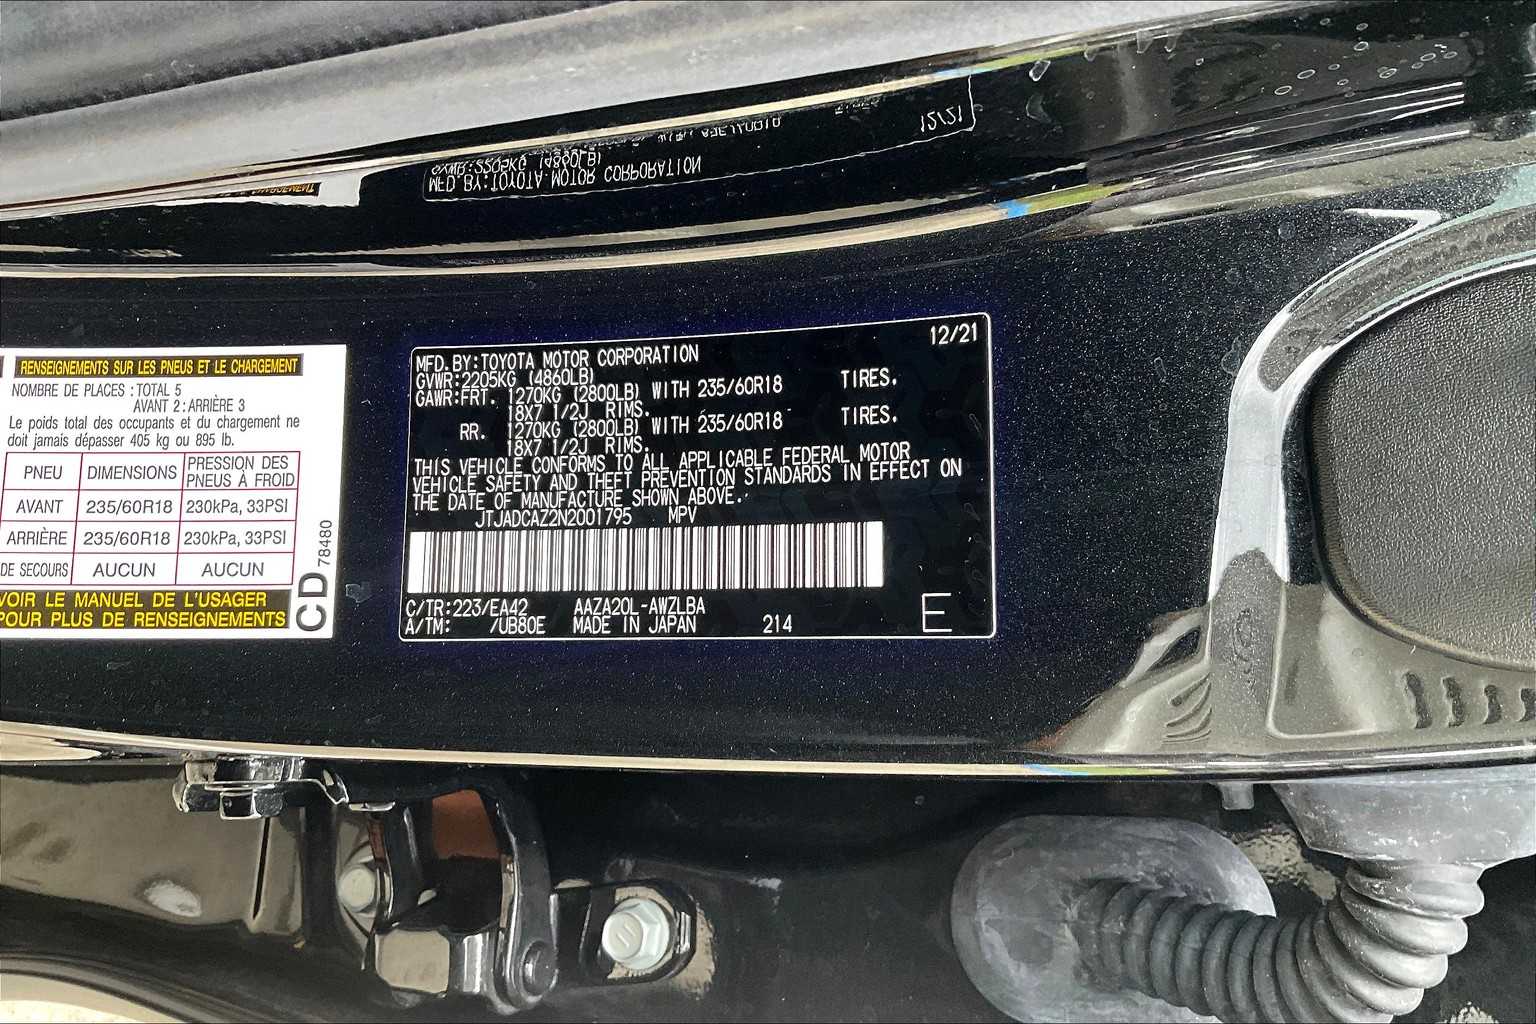 RENSEIGNEMENTS SUR LES PNEUS ET LE CHARGEMENT
NOMBRE DE PLACES : TOTAL 5
AVANT 2 : ARRIÈRE 3
Le poids total des occupants et du chargement ne
doit jamais dépasser 405 kg ou 895 lb.
PNEU DIMENSIONS PRESSION DES PNEUS À FROID
AVANT 235/60R18 230kPa, 33PSI
ARRIÈRE 235/60R18 230kPa, 33PSI
DE SECOURS AUCUN AUCUN
VOIR LE MANUEL DE L'USAGER
POUR PLUS DE RENSEIGNEMENTS
CD 78480
12/21
MFD.BY:TOYOTA MOTOR CORPORATION
GVWR:2205KG (4860LB)
GAWR:FRT. 1270KG (2800LB) WITH 235/60R18 TIRES.
18X7 1/2J RIMS.
RR. 1270KG (2800LB) WITH 235/60R18 TIRES.
18X7 1/2J RIMS.
THIS VEHICLE CONFORMS TO ALL APPLICABLE FEDERAL MOTOR
VEHICLE SAFETY AND THEFT PREVENTION STANDARDS IN EFFECT ON
THE DATE OF MANUFACTURE SHOWN ABOVE.
JTJADCAZ2N2001795 MPV
C/TR:223/EA42 AAZA20L-AWZLBA
A/TM: /UB80E MADE IN JAPAN 214 E